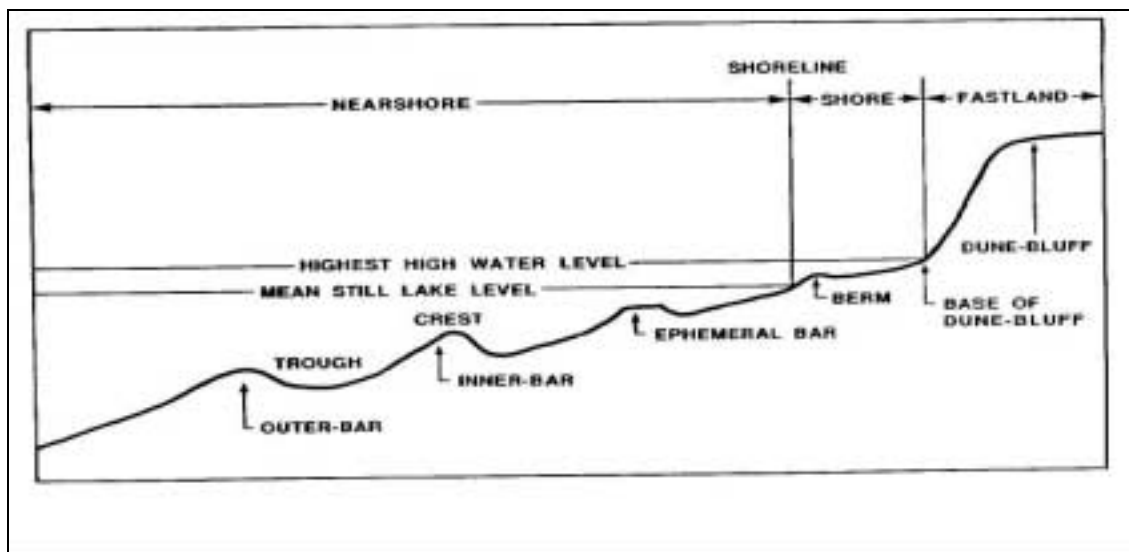 SHORELINE
NEARSHORE
SHORE
FASTLAND
DUNE-BLUFF
HIGHEST HIGH WATER LEVEL
MEAN STILL LAKE LEVEL
BERM
BASE OF
DUNE-BLUFF
CREST
EPHEMERAL BAR
TROUGH
INNER-BAR
OUTER-BAR